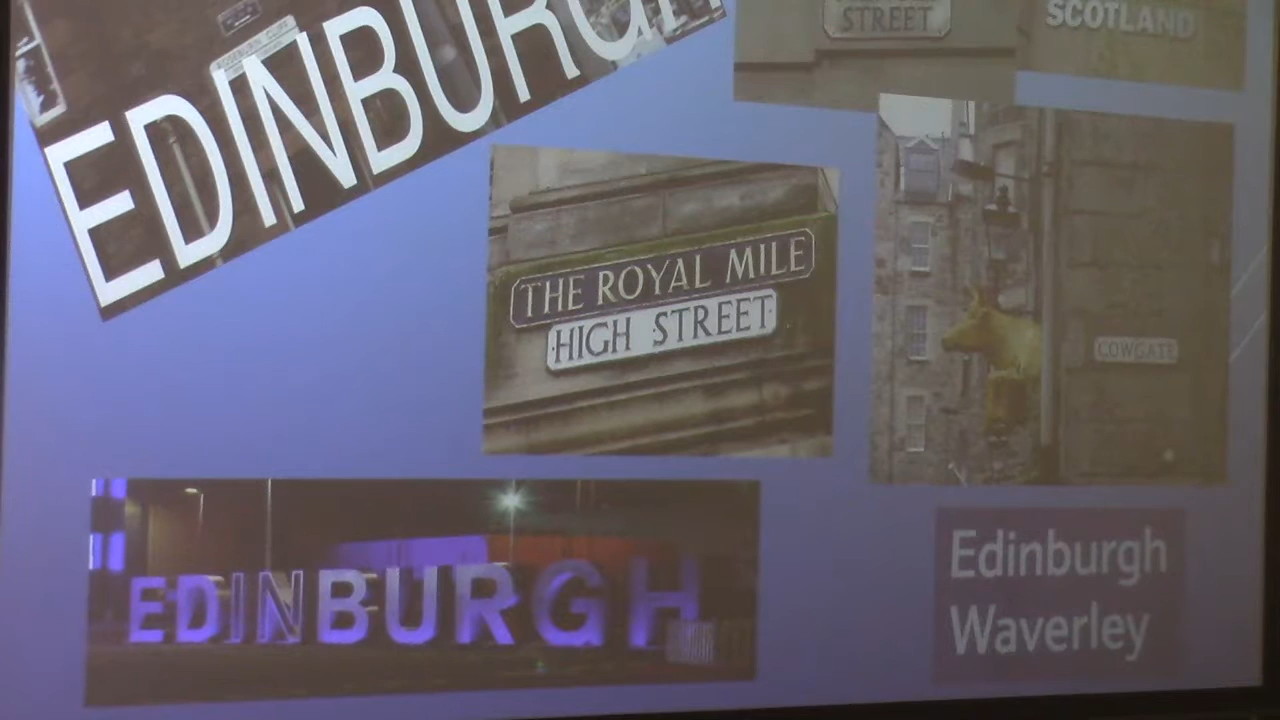 EDINBURGH
STREET
SCOTLAND
THE ROYAL MILE
HIGH STREET
COWGATE
EDINBURGH
Edinburgh
Waverley